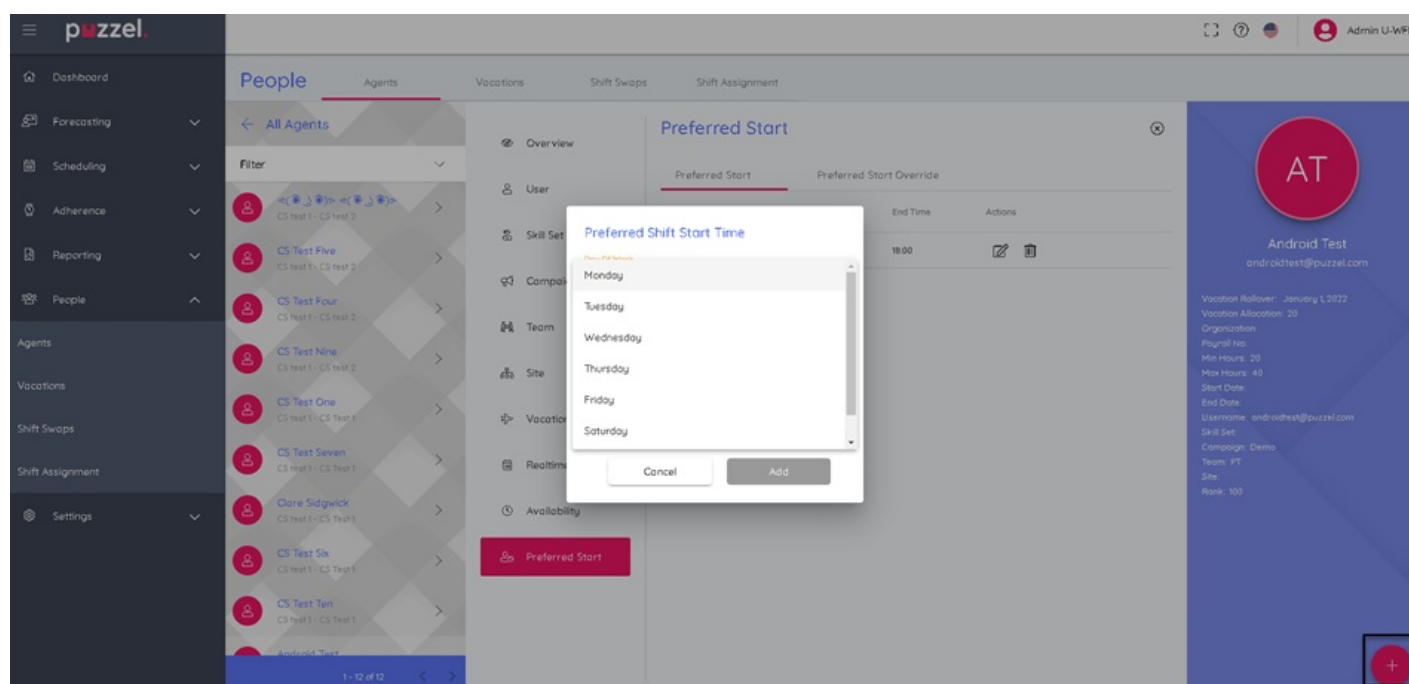 puzzel.
Admin U-WF
Dashboard
Forecasting
Scheduling
Adherence
Reporting
People
Agents
Vacations
Shift Swaps
Shift Assignment
Settings
People
Agents
Vacations
Shift Swaps
Shift Assignment
All Agents
Filter
CS test 1 - CS test 2
CS Test Five
CS test 1 - CS test 2
CS Test Four
CS test 1 - CS test 2
CS Test Nine
CS test 1 - CS test 2
CS Test One
CS test 1 - CS Test 1
CS Test Seven
CS test 1 - CS Test 1
Clare Sidgwick
CS test 1 - CS Test 1
CS Test Six
CS test 1 - CS Test 1
CS Test Ten
CS test 1 - CS Test 1
Android Test
1 - 12 of 12
Overview
User
Skill Set
Campai
Team
Site
Vacation
Realtime
Availability
Preferred Start
Preferred Start
Preferred Start
Preferred Start Override
End Time
Actions
18:00
Preferred Shift Start Time
Day Of Week
Monday
Tuesday
Wednesday
Thursday
Friday
Saturday
Cancel
Add
AT
Android Test
androidtest@puzzel.com
Vacation Rollover: January 1, 2022
Vacation Allocation: 20
Organization:
Payroll No:
Min Hours: 20
Max Hours: 40
Start Date:
End Date:
Username: androidtest@puzzel.com
Skill Set:
Campaign: Demo
Team: PT
Site:
Rank: 100